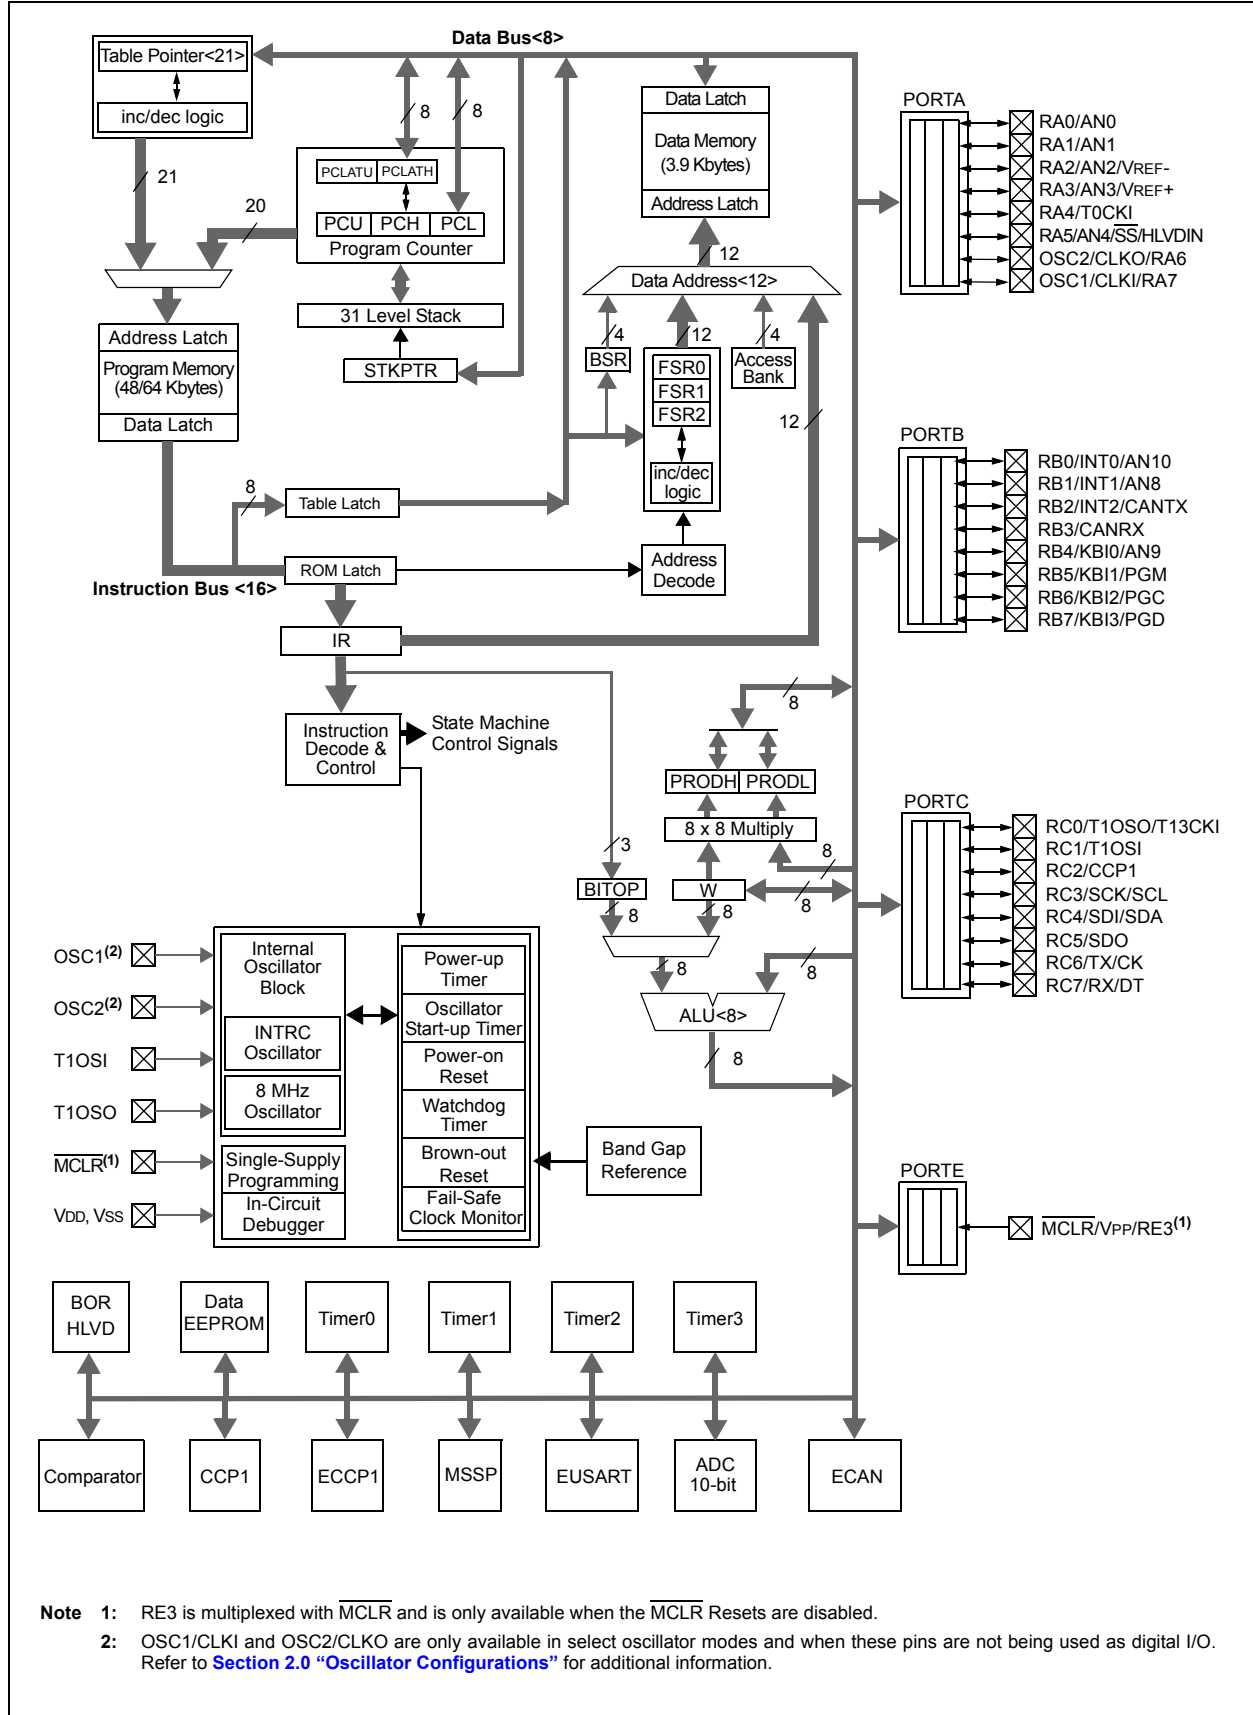 Data Bus<8>
Table Pointer<21>
inc/dec logic
21
20
8
8
PCLATU PCLATH
PCU PCH PCL
Program Counter
31 Level Stack
STKPTR
Address Latch
Program Memory
(48/64 Kbytes)
Data Latch
8
Table Latch
ROM Latch
Instruction Bus <16>
IR
Instruction
Decode &
Control
State Machine
Control Signals
Data Latch
Data Memory
(3.9 Kbytes)
Address Latch
12
Data Address<12>
4
12
4
BSR
FSR0
FSR1
FSR2
inc/dec
logic
Access
Bank
12
Address
Decode
8
PRODH PRODL
8 x 8 Multiply
3
8
BITOP
W
8
8
8
8
8
ALU<8>
8
PORTA
RA0/AN0
RA1/AN1
RA2/AN2/VREF-
RA3/AN3/VREF+
RA4/T0CKI
RA5/AN4/SS/HLVDIN
OSC2/CLKO/RA6
OSC1/CLKI/RA7
PORTB
RB0/INT0/AN10
RB1/INT1/AN8
RB2/INT2/CANTX
RB3/CANRX
RB4/KBI0/AN9
RB5/KBI1/PGM
RB6/KBI2/PGC
RB7/KBI3/PGD
PORTC
RC0/T1OSO/T13CKI
RC1/T1OSI
RC2/CCP1
RC3/SCK/SCL
RC4/SDI/SDA
RC5/SDO
RC6/TX/CK
RC7/RX/DT
PORTE
MCLR/VPP/RE3(1)
OSC1(2)
OSC2(2)
T1OSI
T1OSO
MCLR(1)
VDD, VSS
Internal
Oscillator
Block
INTRC
Oscillator
8 MHz
Oscillator
Single-Supply
Programming
In-Circuit
Debugger
Power-up
Timer
Oscillator
Start-up Timer
Power-on
Reset
Watchdog
Timer
Brown-out
Reset
Fail-Safe
Clock Monitor
Band Gap
Reference
BOR
HLVD
Data
EEPROM
Timer0
Timer1
Timer2
Timer3
Comparator
CCP1
ECCP1
MSSP
EUSART
ADC
10-bit
ECAN
Note 1: RE3 is multiplexed with MCLR and is only available when the MCLR Resets are disabled.
2: OSC1/CLKI and OSC2/CLKO are only available in select oscillator modes and when these pins are not being used as digital I/O.
Refer to Section 2.0 “Oscillator Configurations” for additional information.